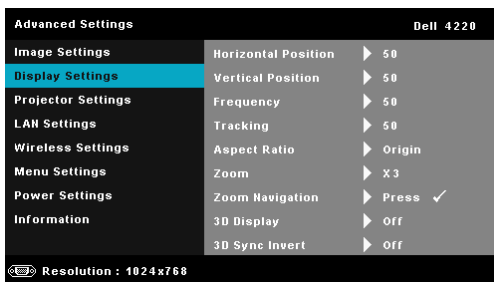 Advanced Settings Dell 4220
Image Settings Horizontal Position 50
Display Settings Vertical Position 50
Projector Settings Frequency 50
LAN Settings Tracking 50
Wireless Settings Aspect Ratio Origin
Menu Settings Zoom X3
Power Settings Zoom Navigation Press ✓
Information 3D Display Off
3D Sync Invert Off
Resolution : 1024x768